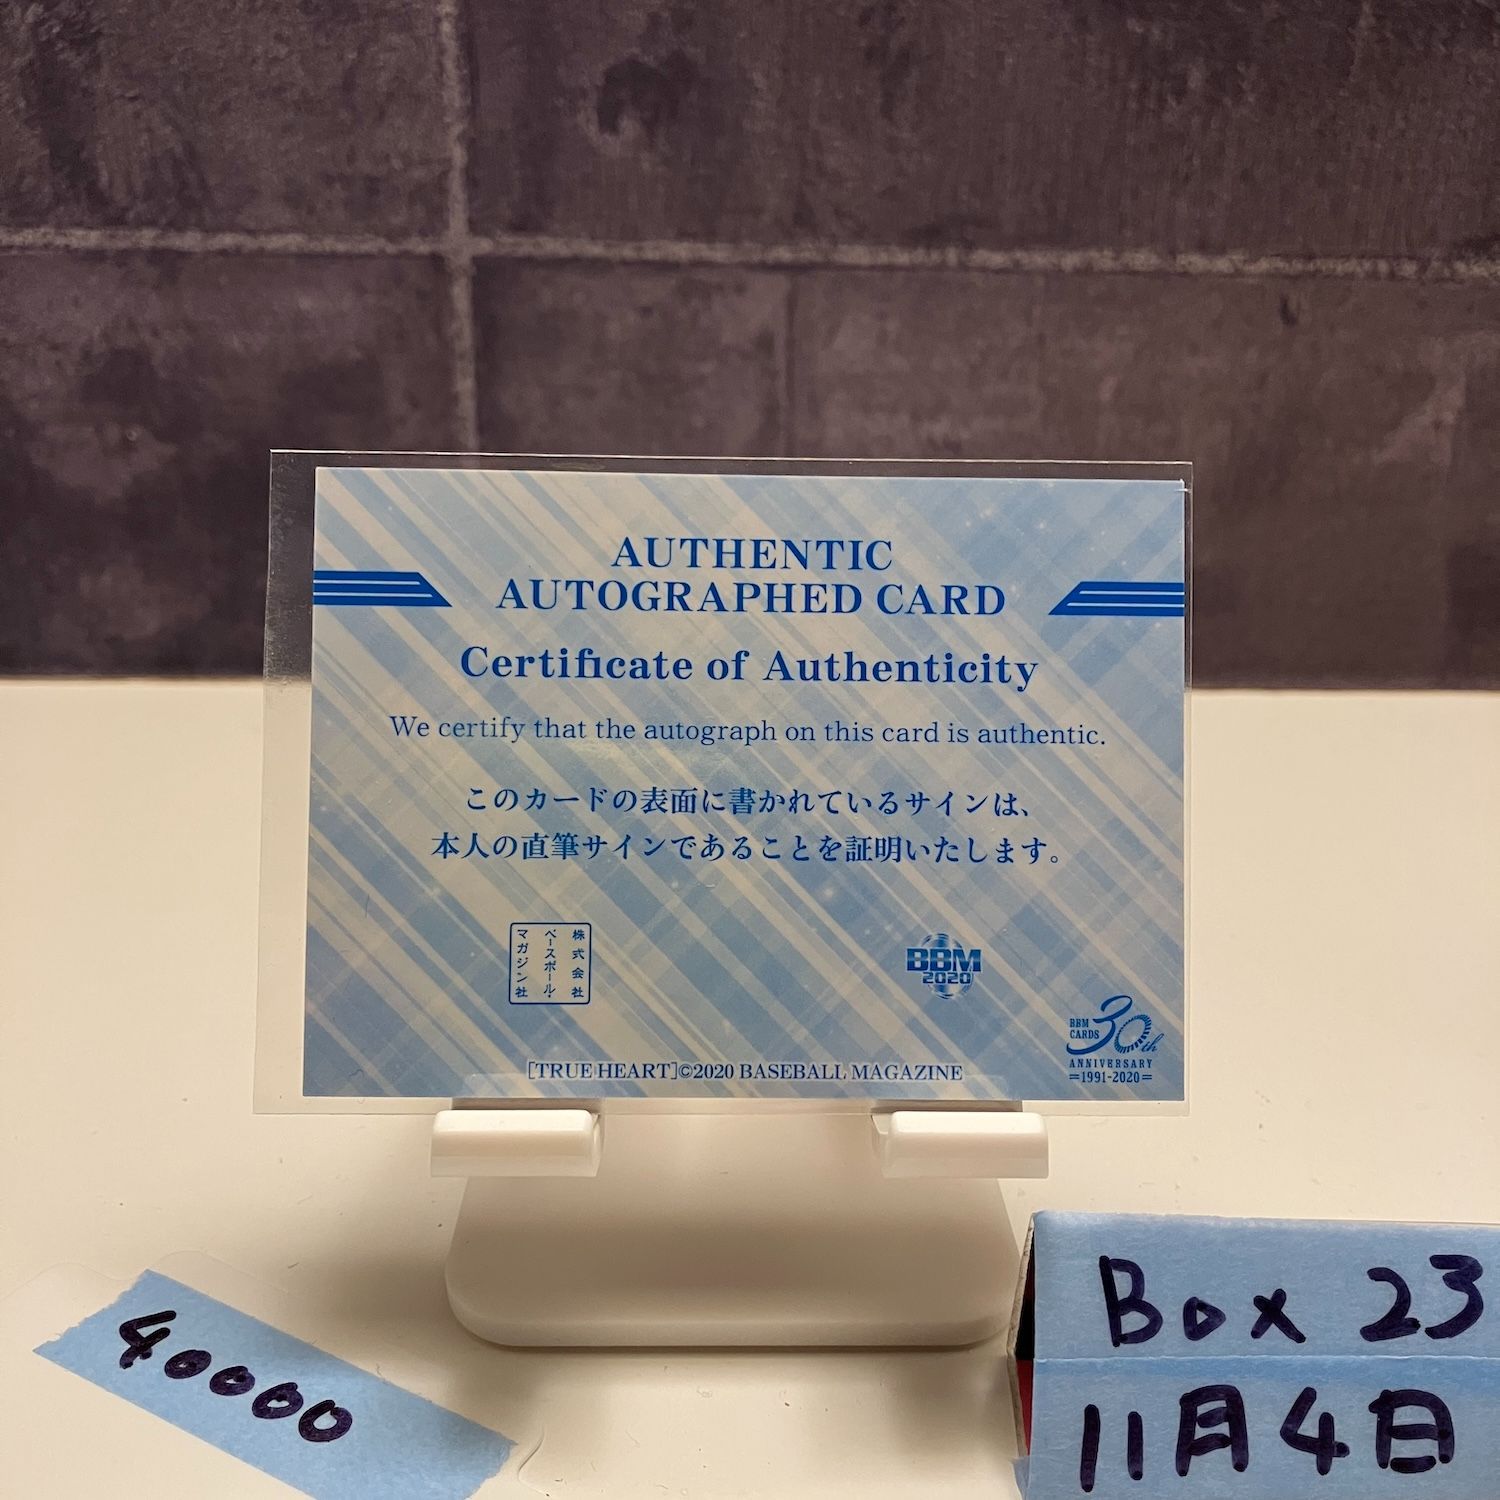 AUTHENTIC
AUTOGRAPHED CARD
Certificate of Authenticity
We certify that the autograph on this card is authentic.
このカードの表面に書かれているサインは、
本人の直筆サインであることを証明いたします。
株式会社
ベースボール・
マガジン社
BBM
2020
BBM
CARDS
30th
ANNIVERSARY
1991-2020
[TRUE HEART]©2020 BASEBALL MAGAZINE
40000
Box 23
11月4日